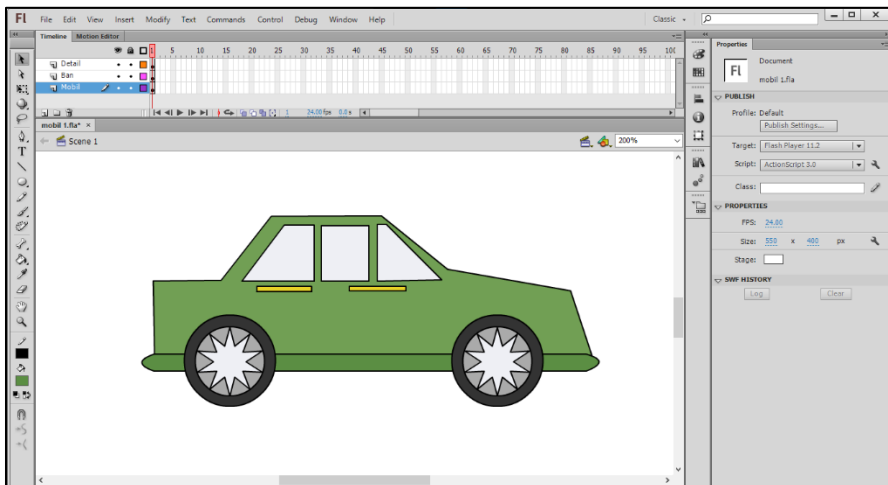 Fl File Edit View Insert Modify Text Commands Control Debug Window Help Classic
Timeline Motion Editor
1 5 10 15 20 25 30 35 40 45 50 55 60 65 70 75 80 85 90 95 100
Detail
Ban
Mobil
1 24.00 fps 0.0 s
mobil 1.fla* ×
Scene 1 200%
T
Properties
Document
Fl
mobil 1.fla
PUBLISH
Profile: Default
Publish Settings...
Target: Flash Player 11.2
Script: ActionScript 3.0
Class:
PROPERTIES
FPS: 24.00
Size: 550 x 400 px
Stage:
SWF HISTORY
Log Clear